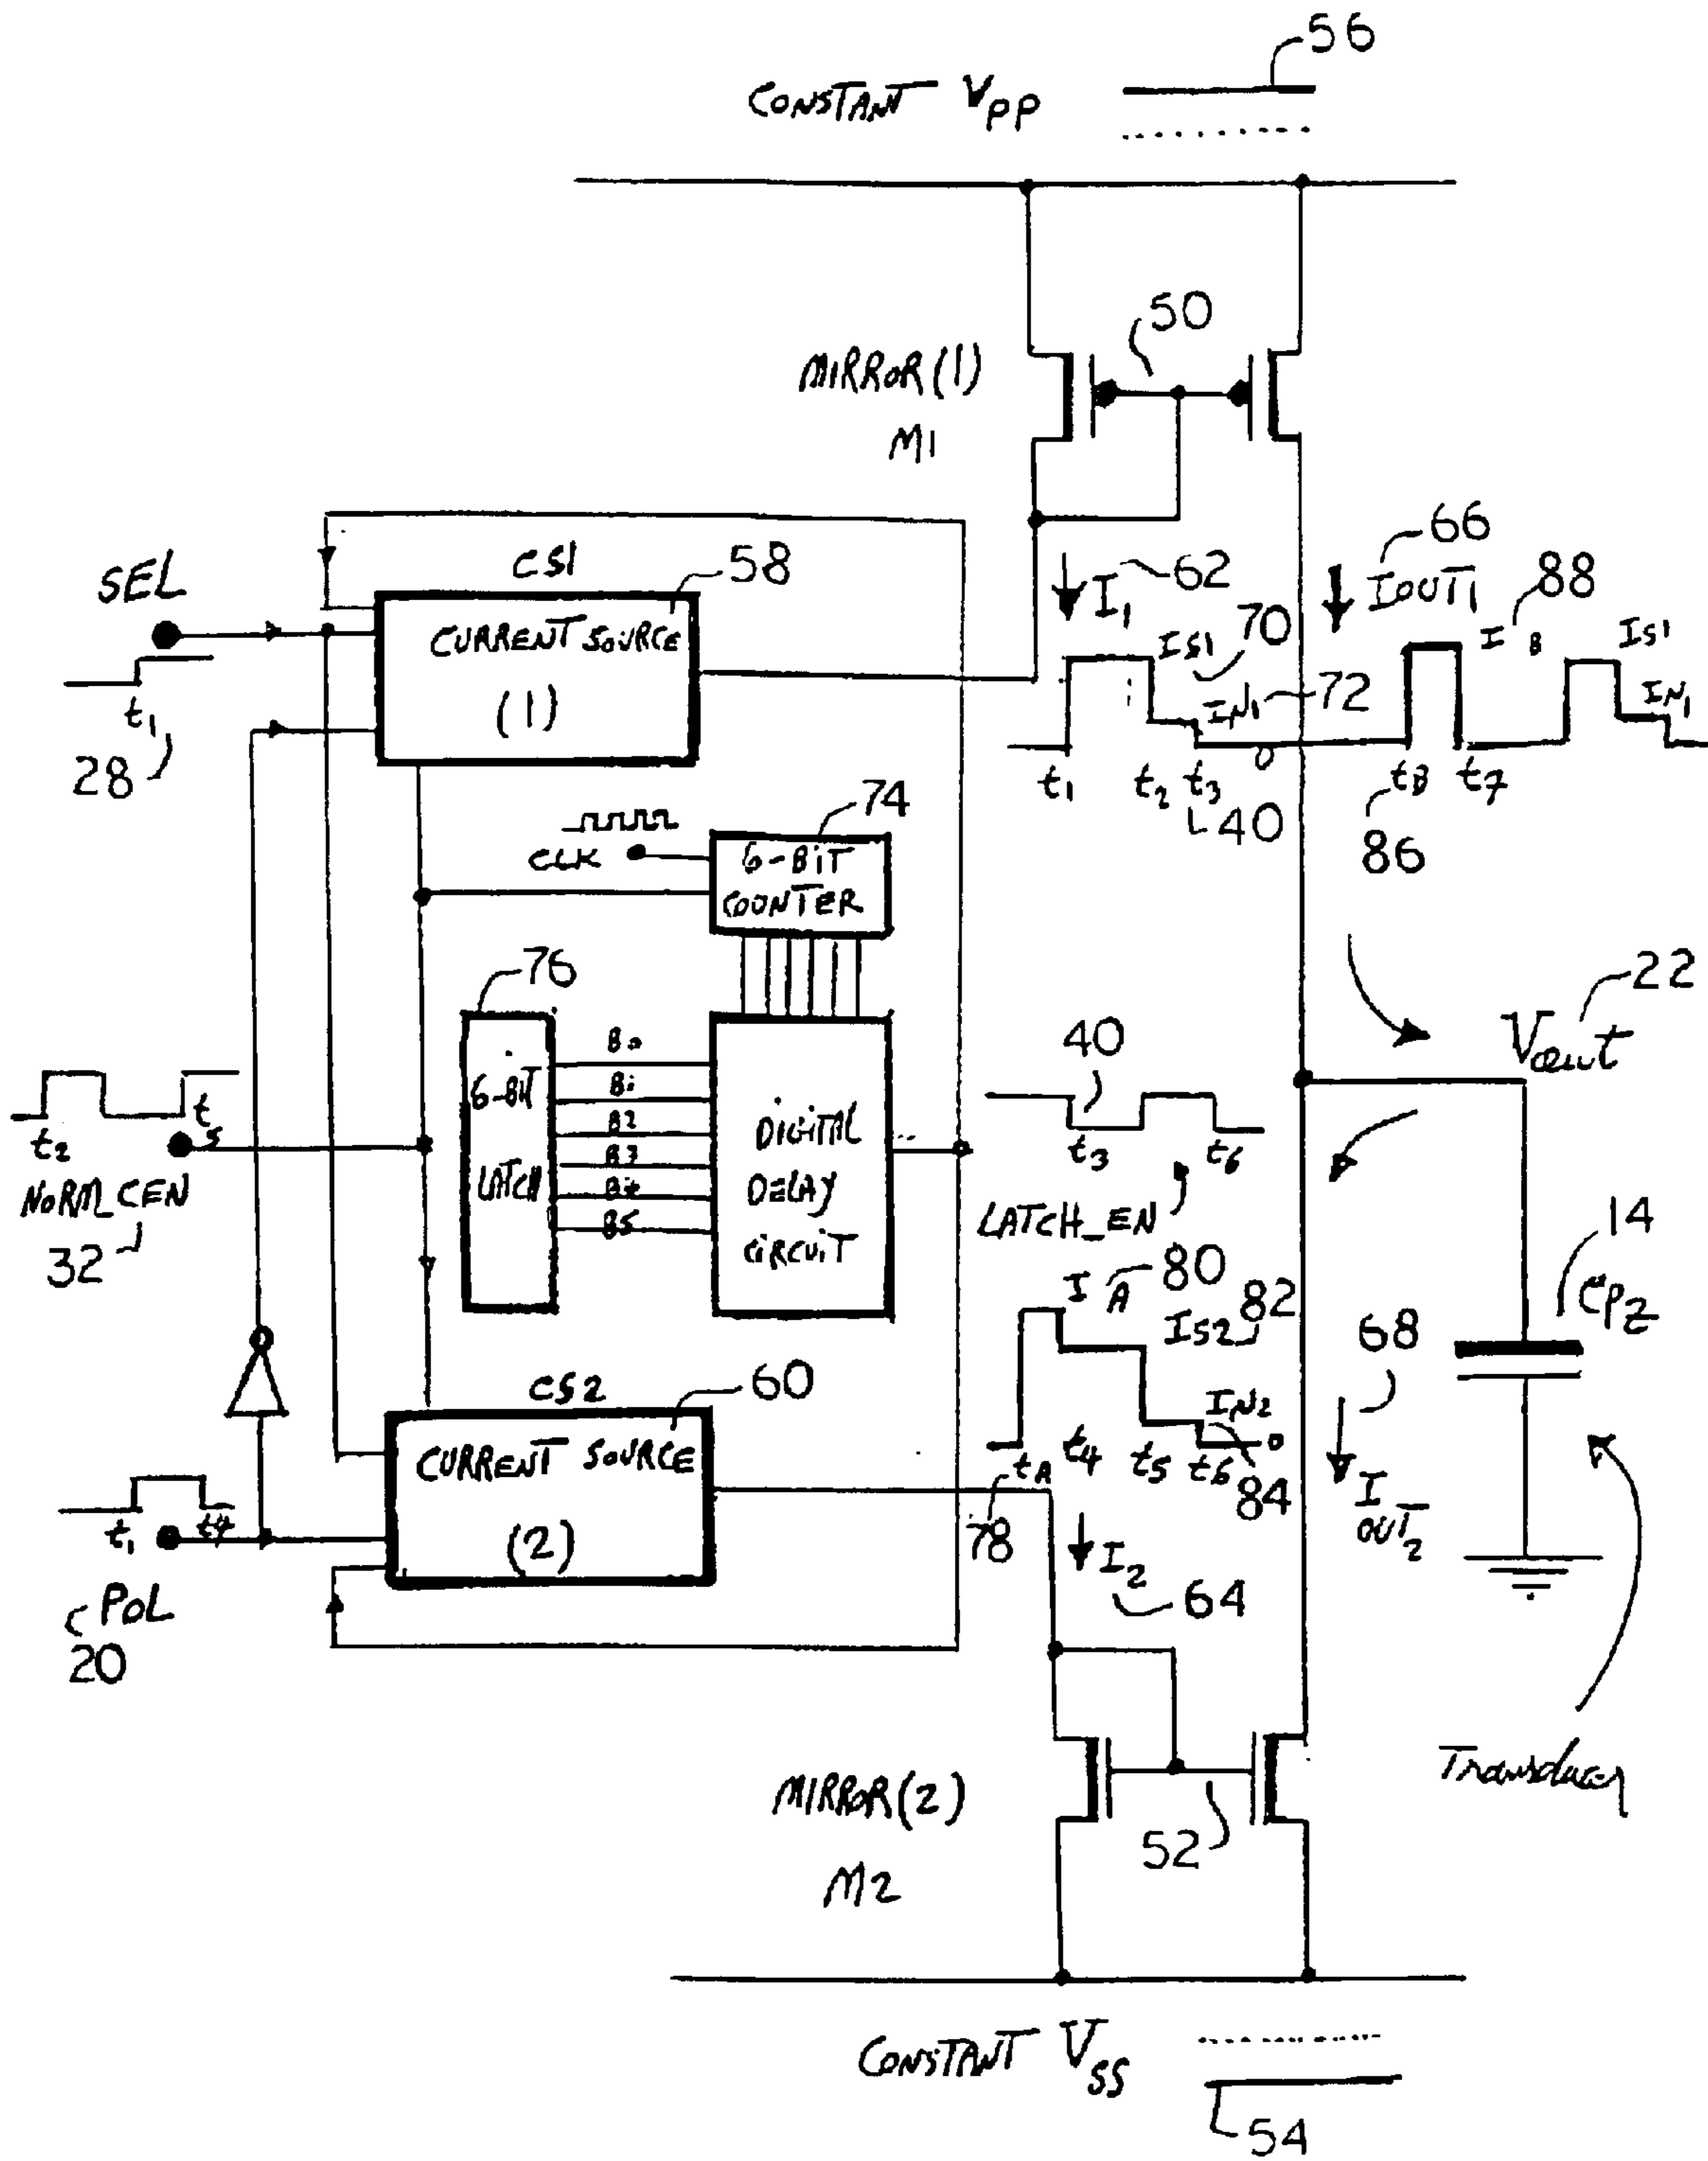 56
CONSTANT Vpp
50
MIRROR(1)
M1
66
CS1
58
62
IOUT1
88
SEL
I1
70
I B
IS1
CURRENT SOURCE
IS1
IN1
72
IN1
(1)
0
t1
28
t1
t2
t3
t8
t7
40
86
74
CLK
6-BIT
COUNTER
76
22
B0
40
Vout
6-BIT
B1
t2
t5
B2
DIGITAL
B3
t3
t6
NORM_CEN
LATCH
B4
DELAY
LATCH_EN
14
32
B5
CIRCUIT
I A
80
82
CPZ
IS2
68
CS2
60
IN2
CURRENT SOURCE
0
tA
t4
t5
t6
84
t1
t4
78
I OUT2
(2)
I2
POL
64
20
Transducer
MIRROR(2)
52
M2
CONSTANT VSS
54